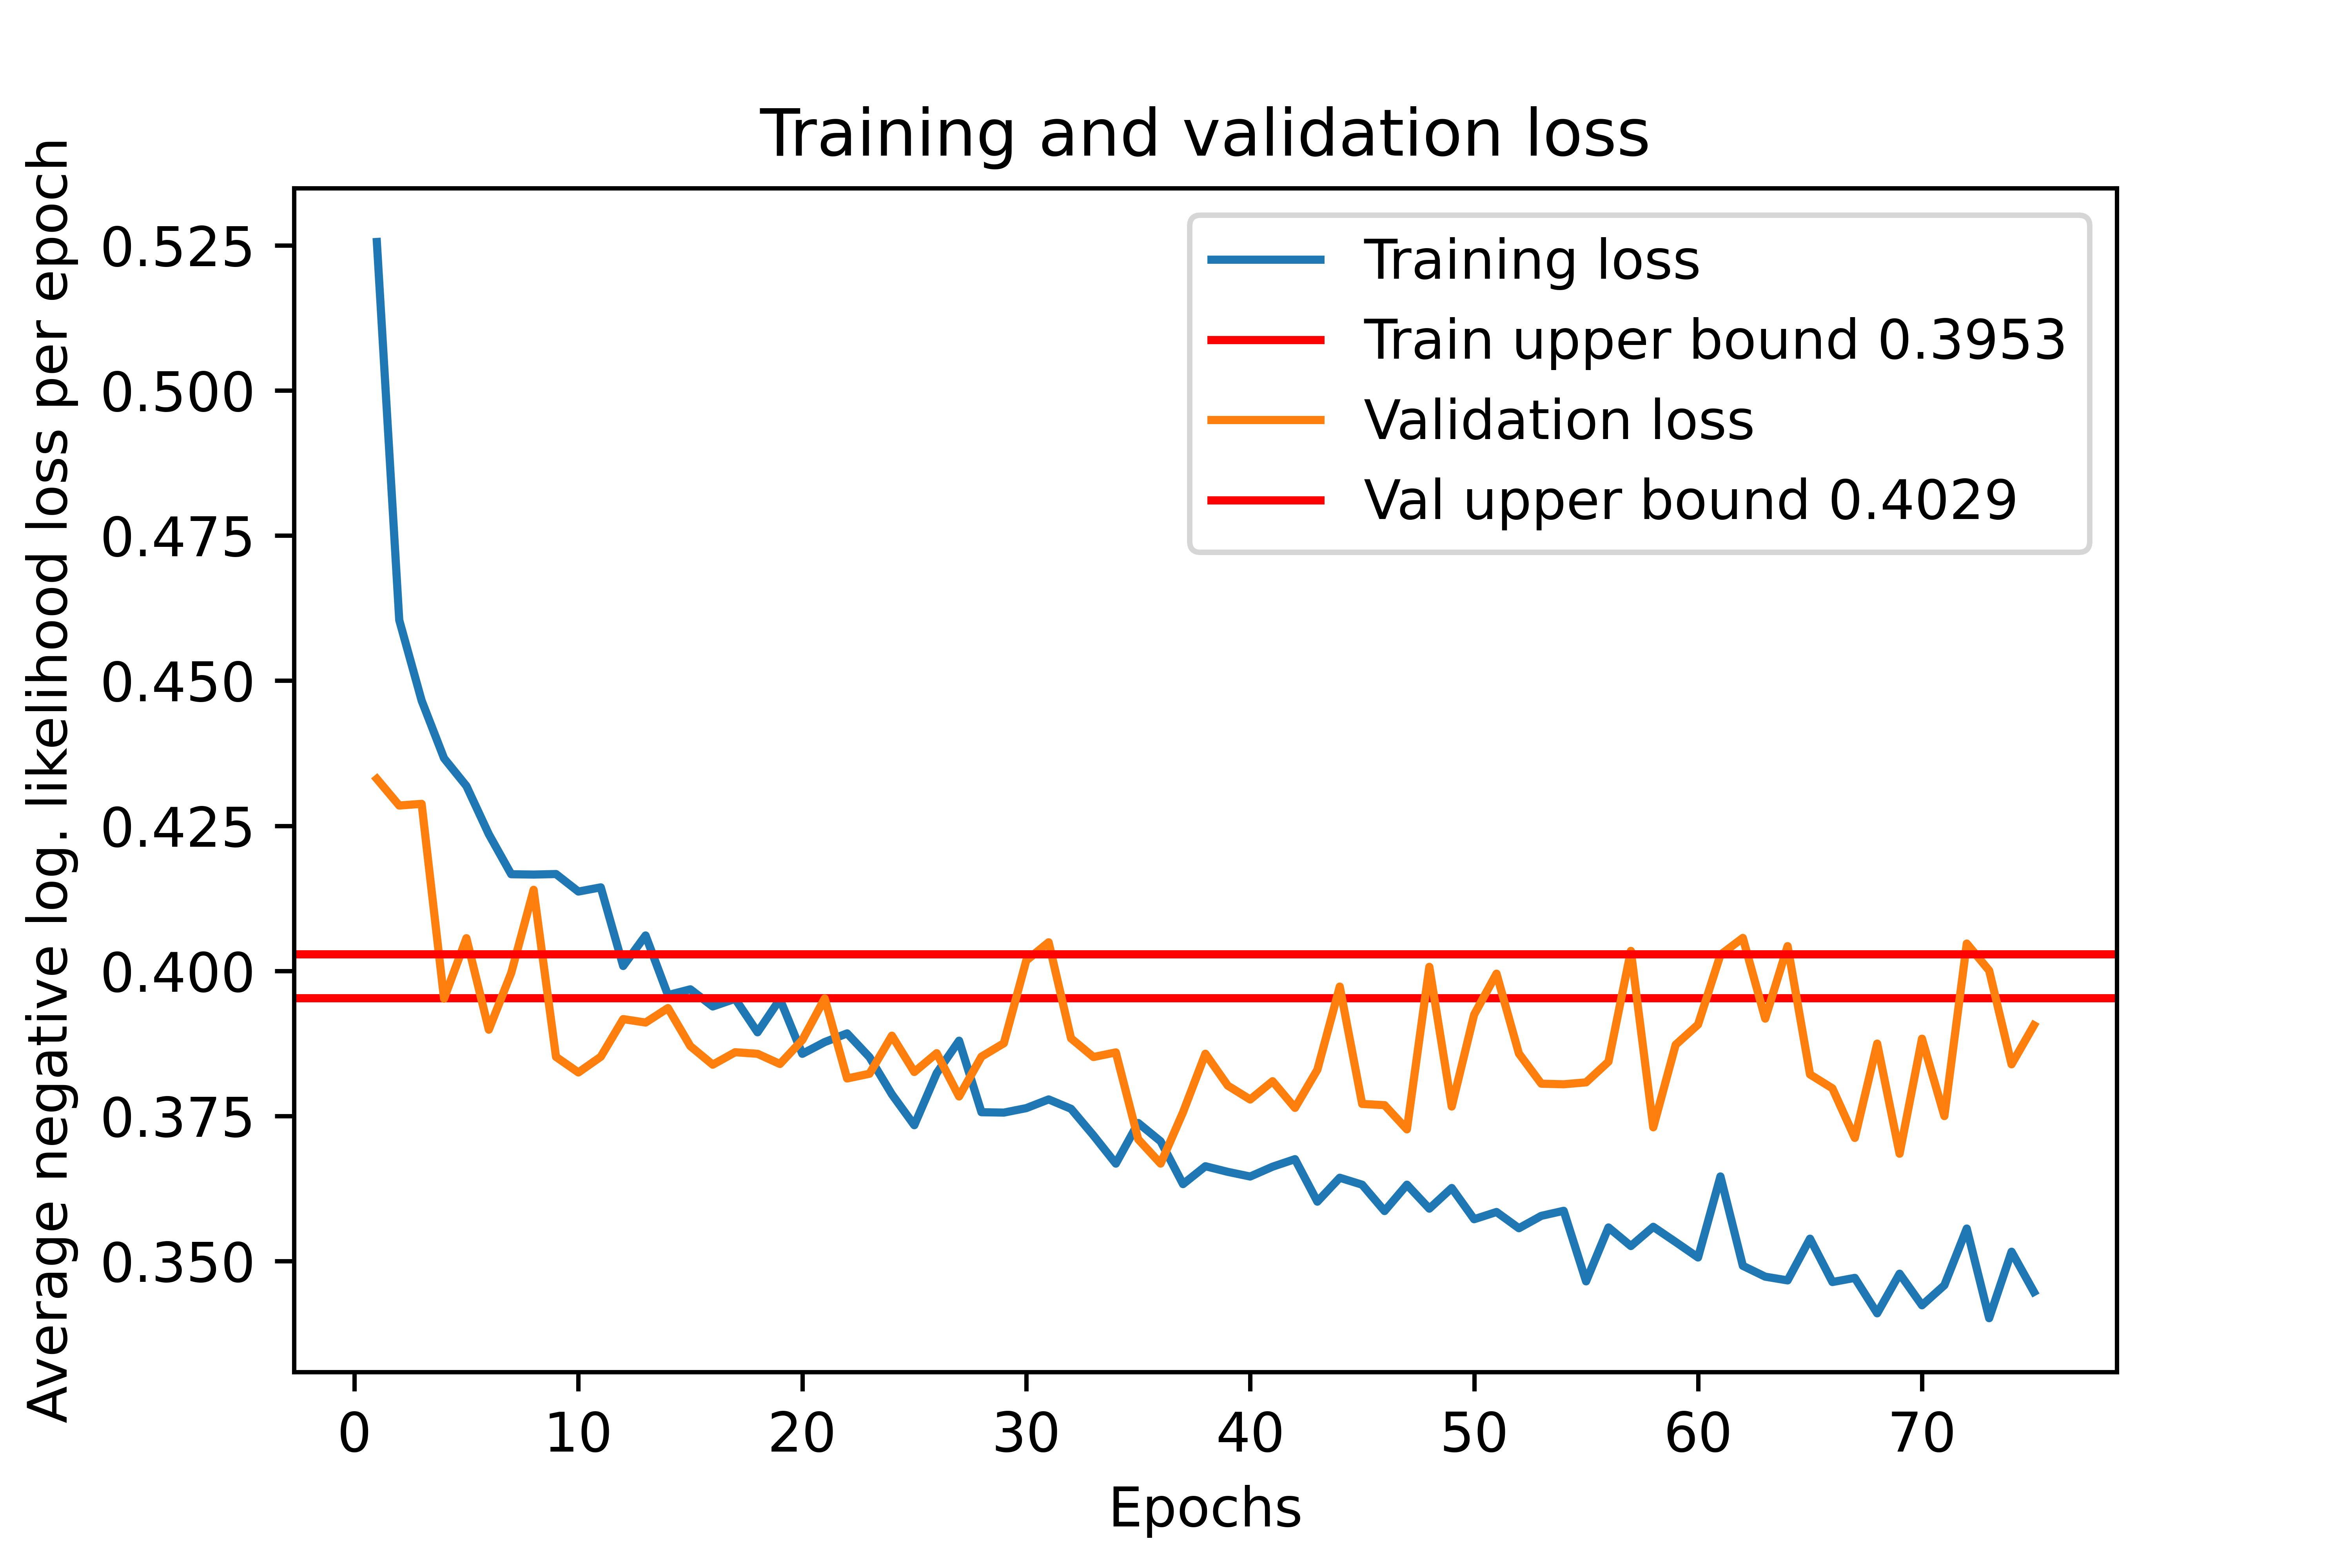 Training and validation loss
Average negative log. likelihood loss per epoch
0.525
0.500
0.475
0.450
0.425
0.400
0.375
0.350
Training loss
Train upper bound 0.3953
Validation loss
Val upper bound 0.4029
0 10 20 30 40 50 60 70
Epochs